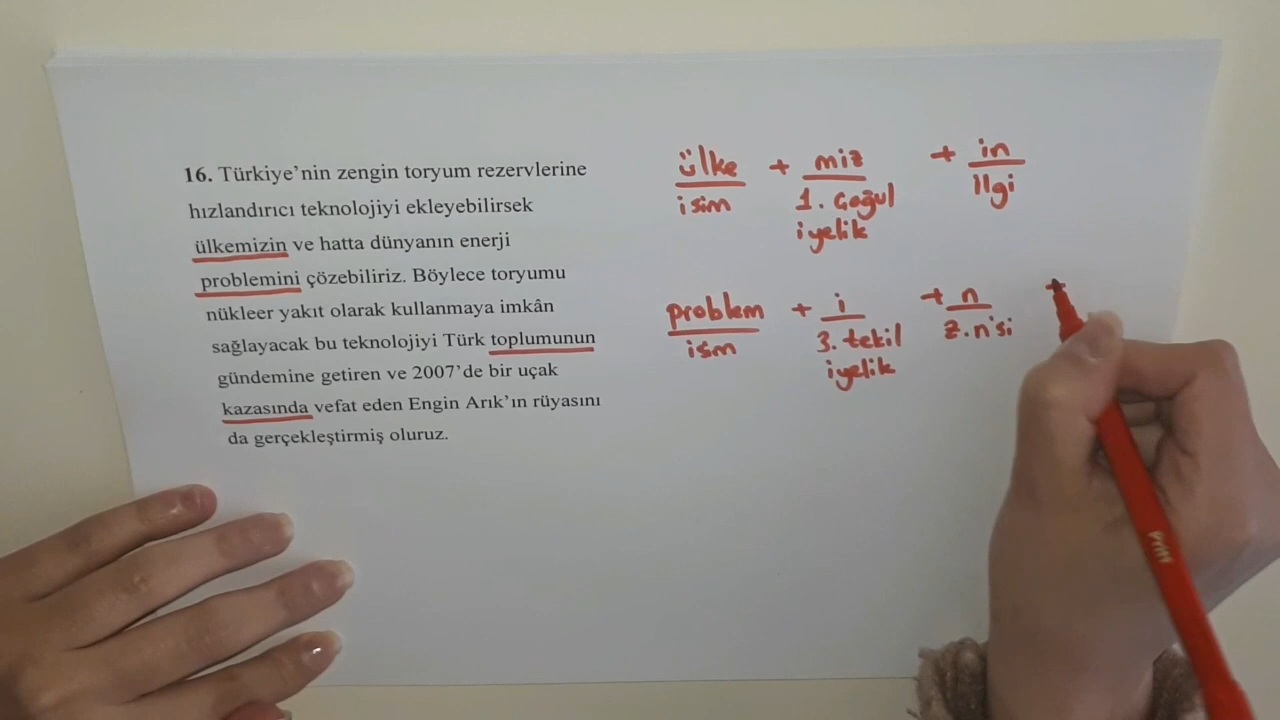 16. Türkiye'nin zengin toryum rezervlerine
hızlandırıcı teknolojiyi ekleyebilirsek
ülkemizin ve hatta dünyanın enerji
problemini çözebiliriz. Böylece toryumu
nükleer yakıt olarak kullanmaya imkân
sağlayacak bu teknolojiyi Türk toplumunun
gündemine getiren ve 2007'de bir uçak
kazasında vefat eden Engin Arık'ın rüyasını
da gerçekleştirmiş oluruz.
ülke + miz + in
isim 1. Çoğul İlgi
iyelik
problem + i + n +
isim 3. tekil z. n'si
iyelik
Pritt